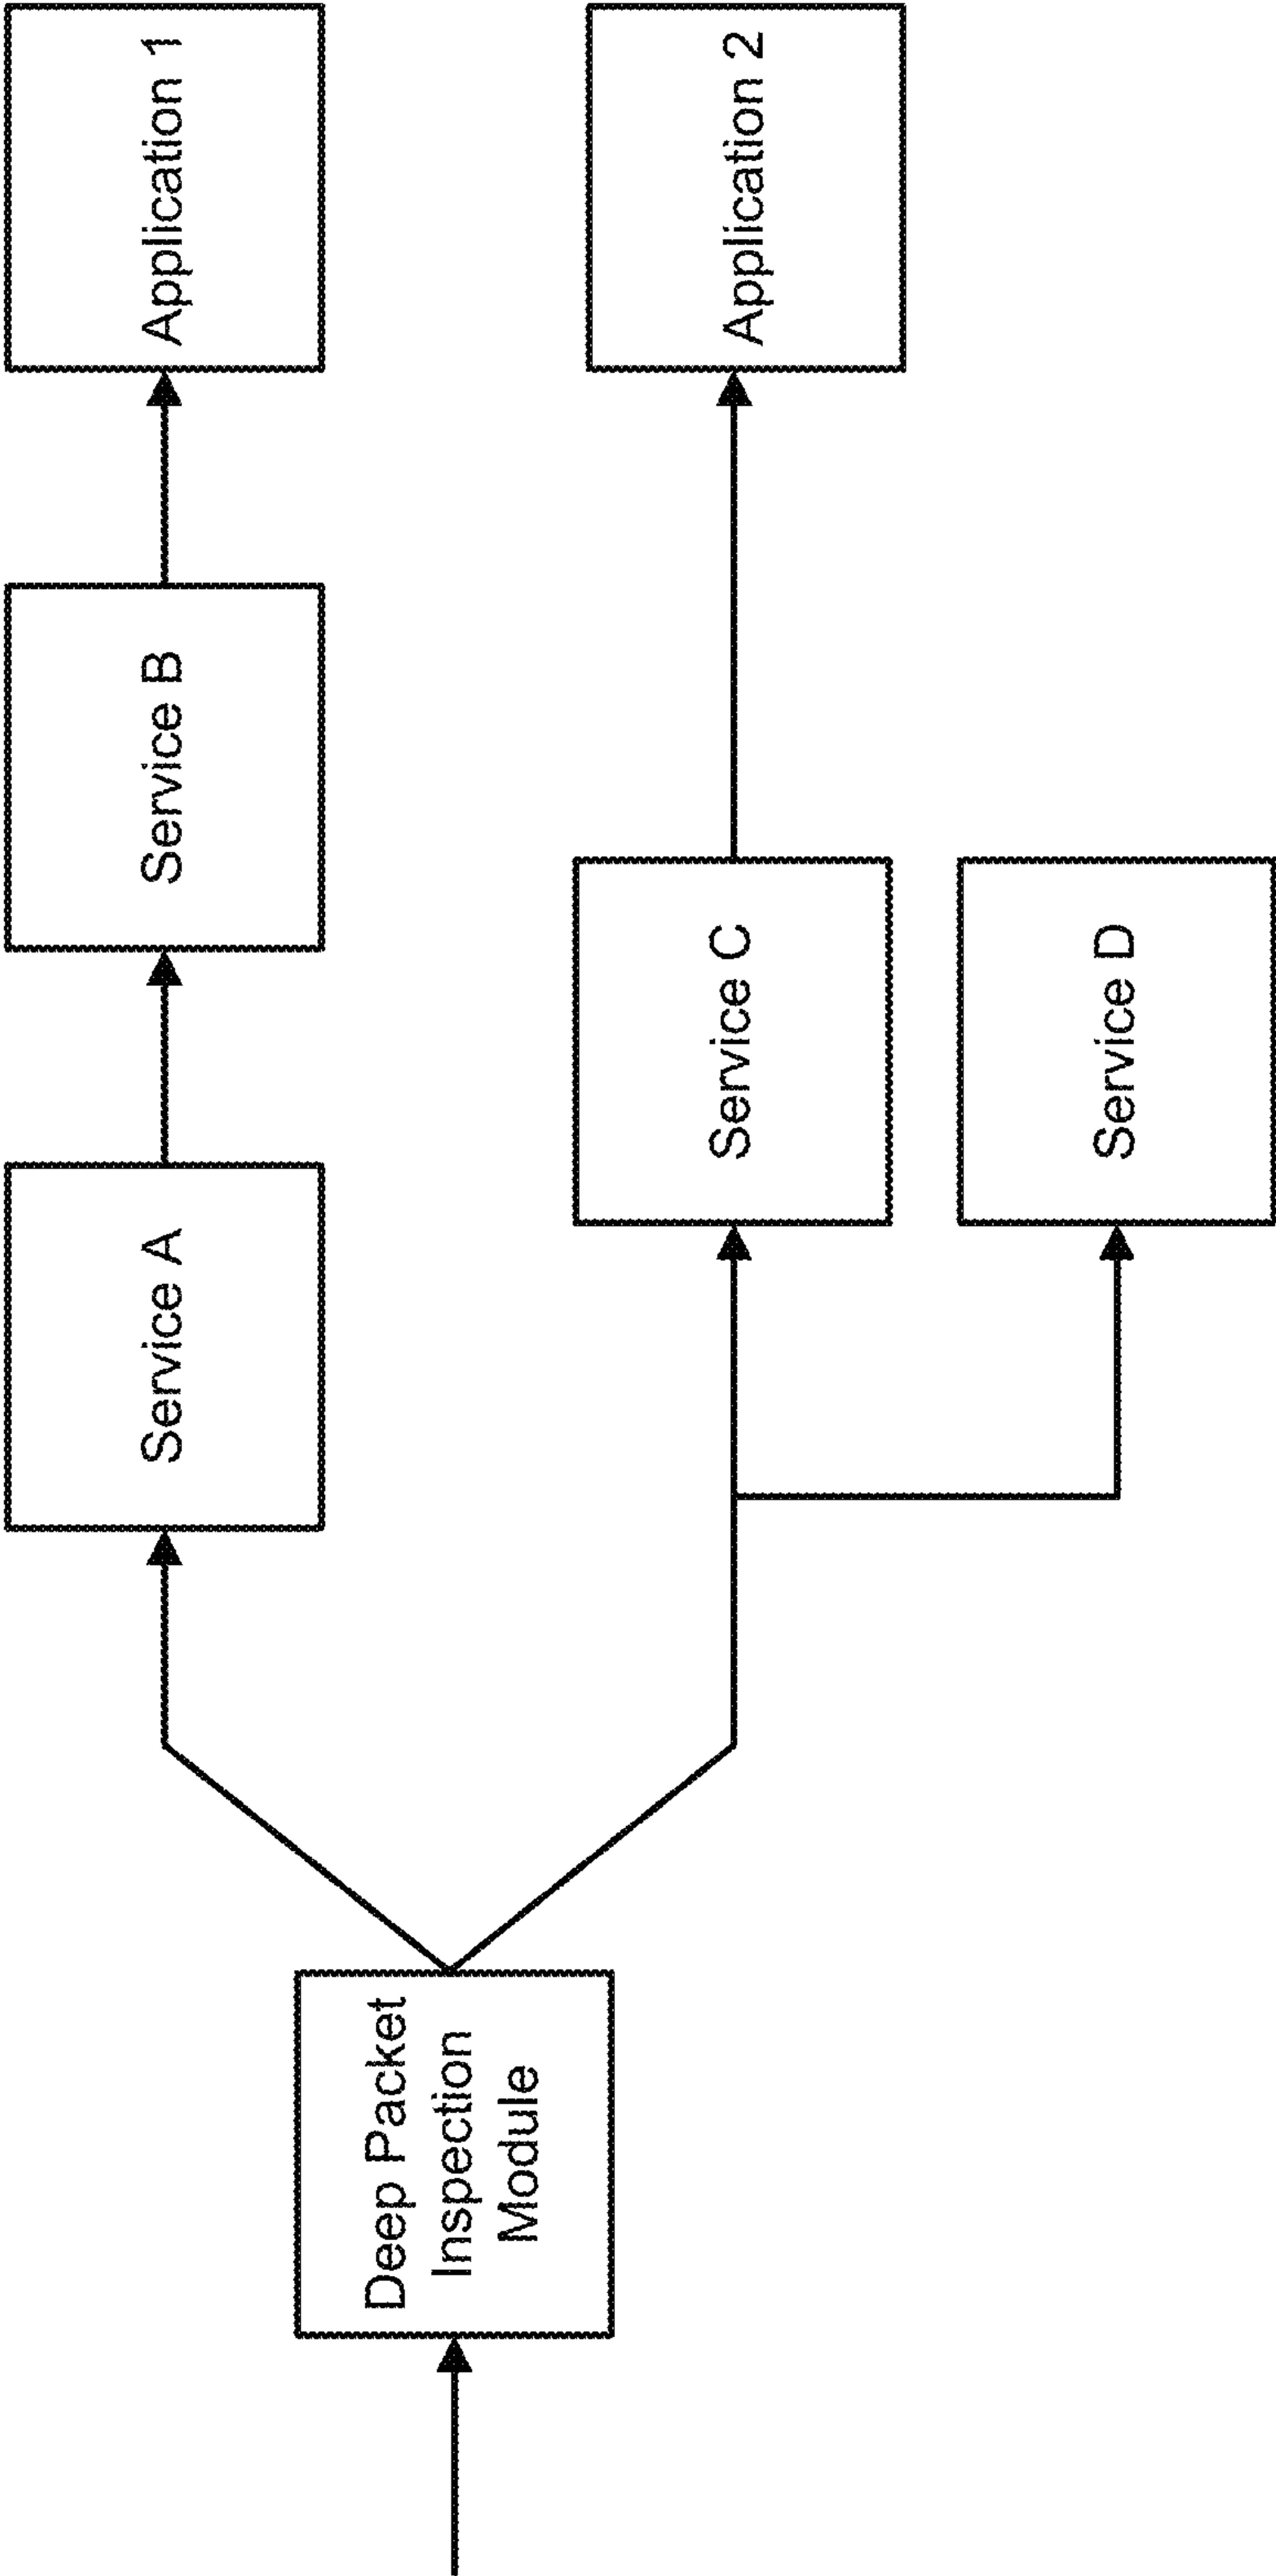 Deep Packet
Inspection
Module
Service A
Service B
Application 1
Service C
Application 2
Service D